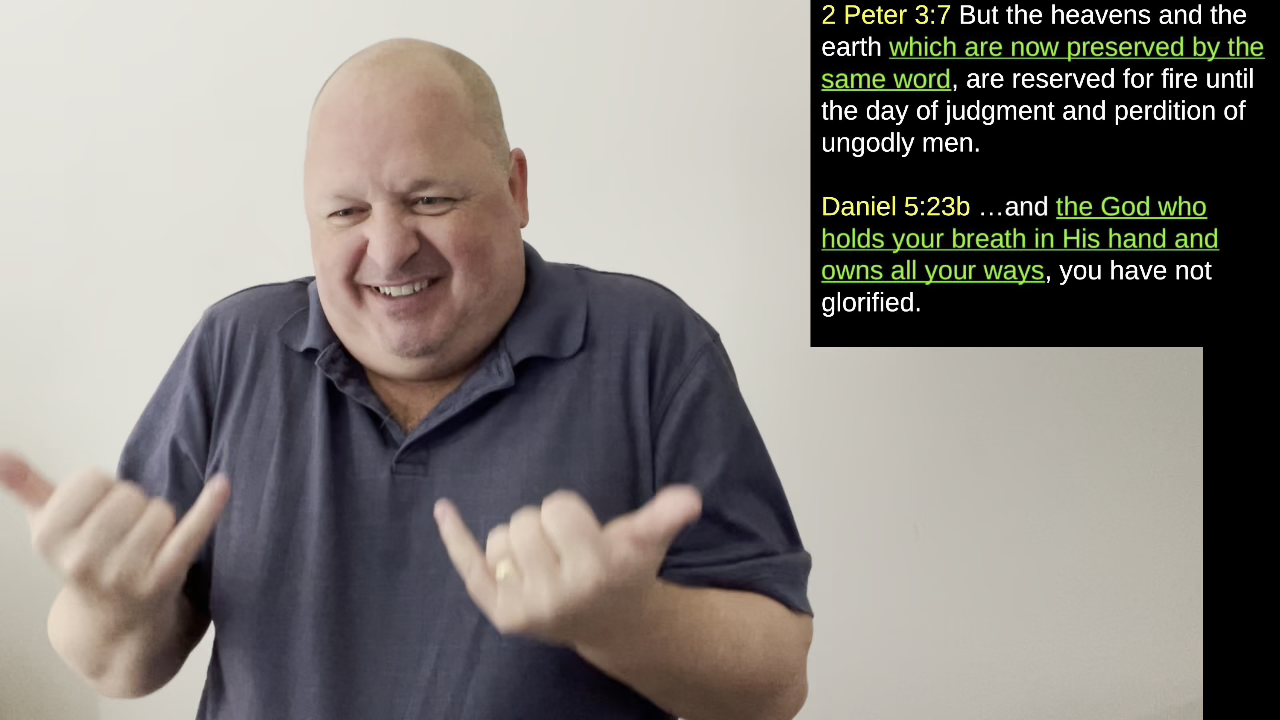 2 Peter 3:7 But the heavens and the
earth which are now preserved by the
same word, are reserved for fire until
the day of judgment and perdition of
ungodly men.
Daniel 5:23b …and the God who
holds your breath in His hand and
owns all your ways, you have not
glorified.